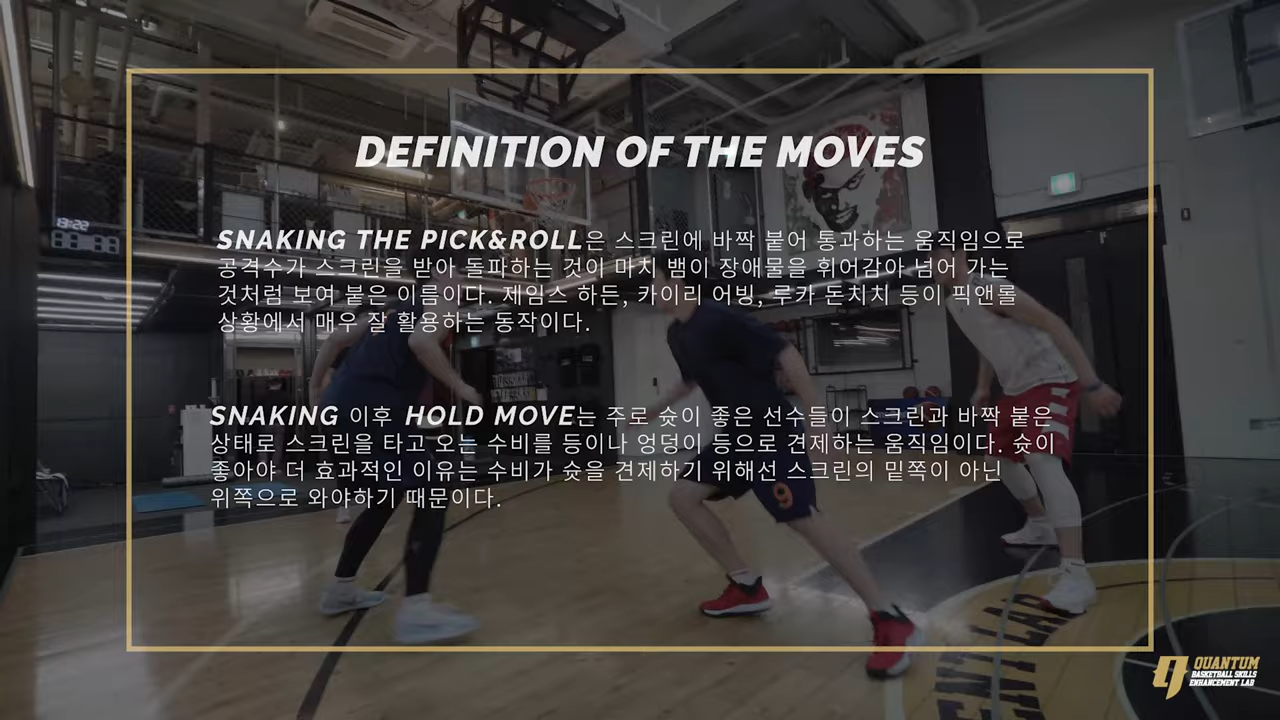 DEFINITION OF THE MOVES
SNAKING THE PICK&ROLL은 스크린에 바짝 붙어 통과하는 움직임으로
공격수가 스크린을 받아 돌파하는 것이 마치 뱀이 장애물을 휘어감아 넘어 가는
것처럼 보여 붙은 이름이다. 제임스 하든, 카이리 어빙, 루카 돈치치 등이 픽앤롤
상황에서 매우 잘 활용하는 동작이다.
SNAKING 이후 HOLD MOVE는 주로 슛이 좋은 선수들이 스크린과 바짝 붙은
상태로 스크린을 타고 오는 수비를 등이나 엉덩이 등으로 견제하는 움직임이다. 슛이
좋아야 더 효과적인 이유는 수비가 슛을 견제하기 위해선 스크린의 밑쪽이 아닌
위쪽으로 와야하기 때문이다.
13:22
9
ENT LAB
QUANTUM
BASKETBALL SKILLS
ENHANCEMENT LAB